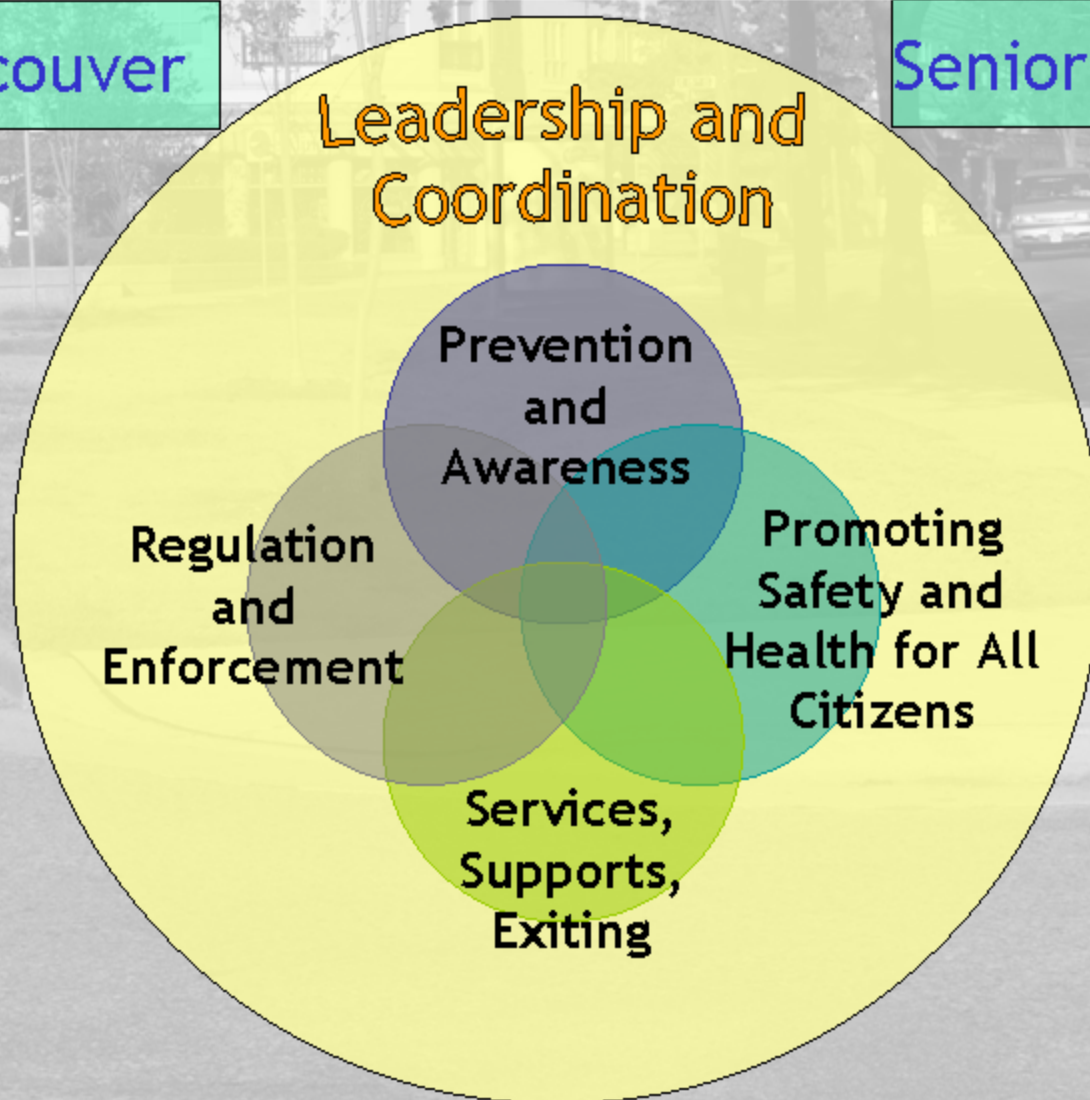 couver
Senior
Leadership and
Coordination
Prevention
and
Awareness
Regulation
and
Enforcement
Promoting
Safety and
Health for All
Citizens
Services,
Supports,
Exiting